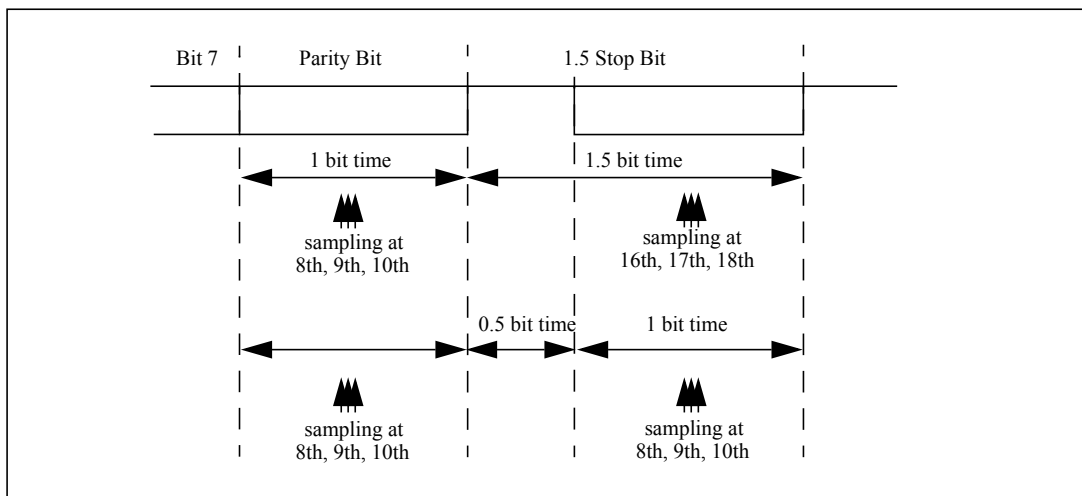 Bit 7 Parity Bit 1.5 Stop Bit
1 bit time 1.5 bit time
sampling at
8th, 9th, 10th
sampling at
16th, 17th, 18th
0.5 bit time 1 bit time
sampling at
8th, 9th, 10th
sampling at
8th, 9th, 10th